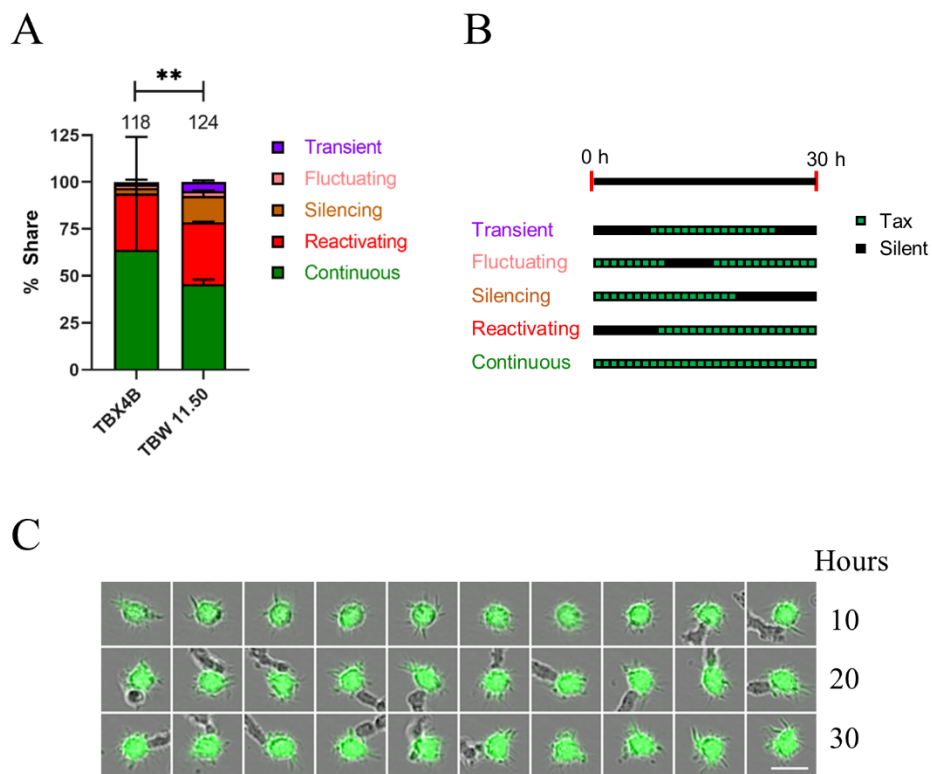 A
**
118 124
125
100
75
50
25
0
% Share
TBX4B
TBW 11.50
Transient
Fluctuating
Silencing
Reactivating
Continuous
B
0 h 30 h
Transient
Fluctuating
Silencing
Reactivating
Continuous
Tax
Silent
C
Hours
10
20
30